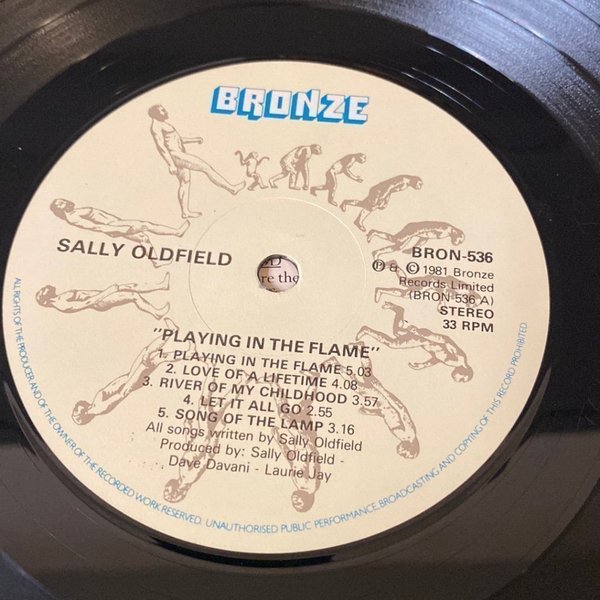 BRONZE
SALLY OLDFIELD
BRON-536
Ⓟ & © 1981 Bronze
Records Limited
(BRON 536 A)
STEREO
33 RPM
re the
"PLAYING IN THE FLAME"
1. PLAYING IN THE FLAME 5.03
2. LOVE OF A LIFETIME 4.08
3. RIVER OF MY CHILDHOOD 3.57
4. LET IT ALL GO 2.55
5. SONG OF THE LAMP 3.16
All songs written by Sally Oldfield
Produced by: Sally Oldfield -
Dave Davani - Laurie Jay
ALL RIGHTS OF THE PRODUCER AND OF THE OWNER OF THE RECORDED WORK RESERVED. UNAUTHORISED PUBLIC PERFORMANCE, BROADCASTING AND COPYING OF THIS RECORD PROHIBITED